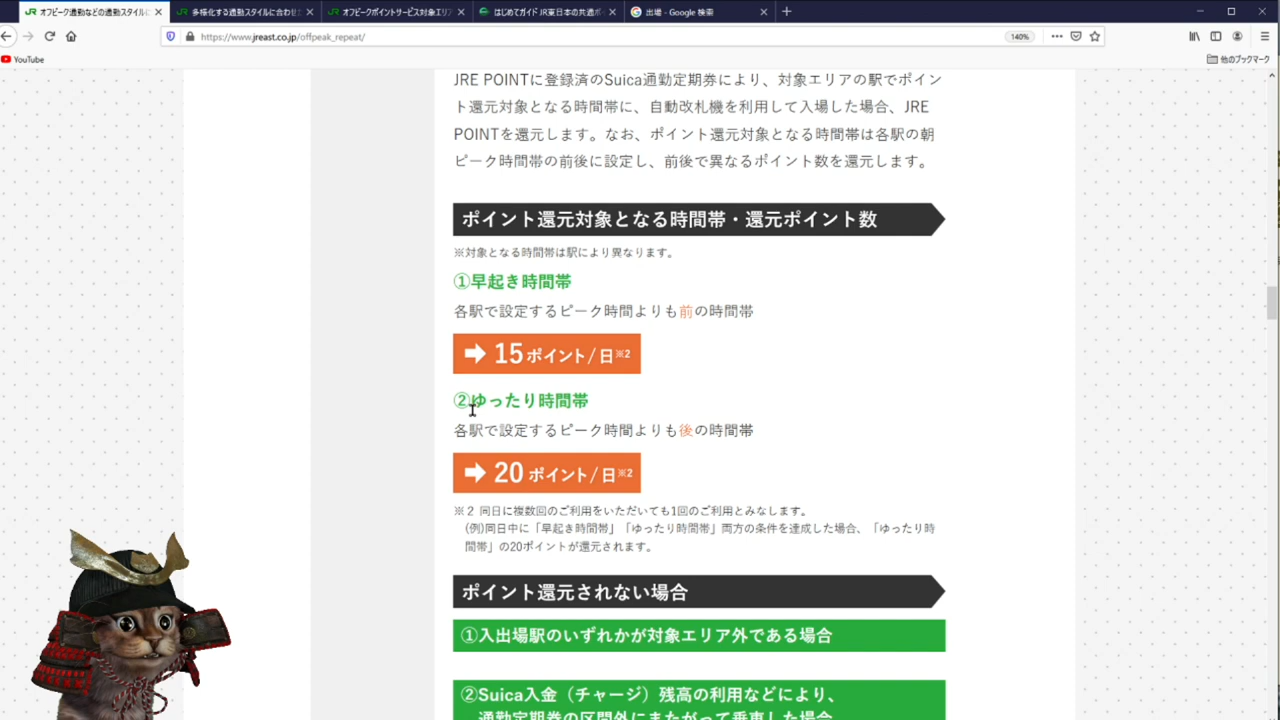 オフピーク通勤などの通勤スタイルに
多様化する通勤スタイルに合わせた
オフピークポイントサービス対象エリア
はじめてガイド JR東日本の共通ポ
出場 - Google 検索
https://www.jreast.co.jp/offpeak_repeat/
140%
YouTube
他のブックマーク
JRE POINTに登録済のSuica通勤定期券により、対象エリアの駅でポイン
ト還元対象となる時間帯に、自動改札機を利用して入場した場合、JRE
POINTを還元します。なお、ポイント還元対象となる時間帯は各駅の朝
ピーク時間帯の前後に設定し、前後で異なるポイント数を還元します。
ポイント還元対象となる時間帯・還元ポイント数
※対象となる時間帯は駅により異なります。
①早起き時間帯
各駅で設定するピーク時間よりも前の時間帯
15ポイント/日※2
②ゆったり時間帯
各駅で設定するピーク時間よりも後の時間帯
20ポイント/日※2
※２ 同日に複数回のご利用をいただいても1回のご利用とみなします。
(例)同日中に「早起き時間帯」「ゆったり時間帯」両方の条件を達成した場合、「ゆったり時
間帯」の20ポイントが還元されます。
ポイント還元されない場合
①入出場駅のいずれかが対象エリア外である場合
②Suica入金（チャージ）残高の利用などにより、
通勤定期券の区間外にまたがって乗車した場合